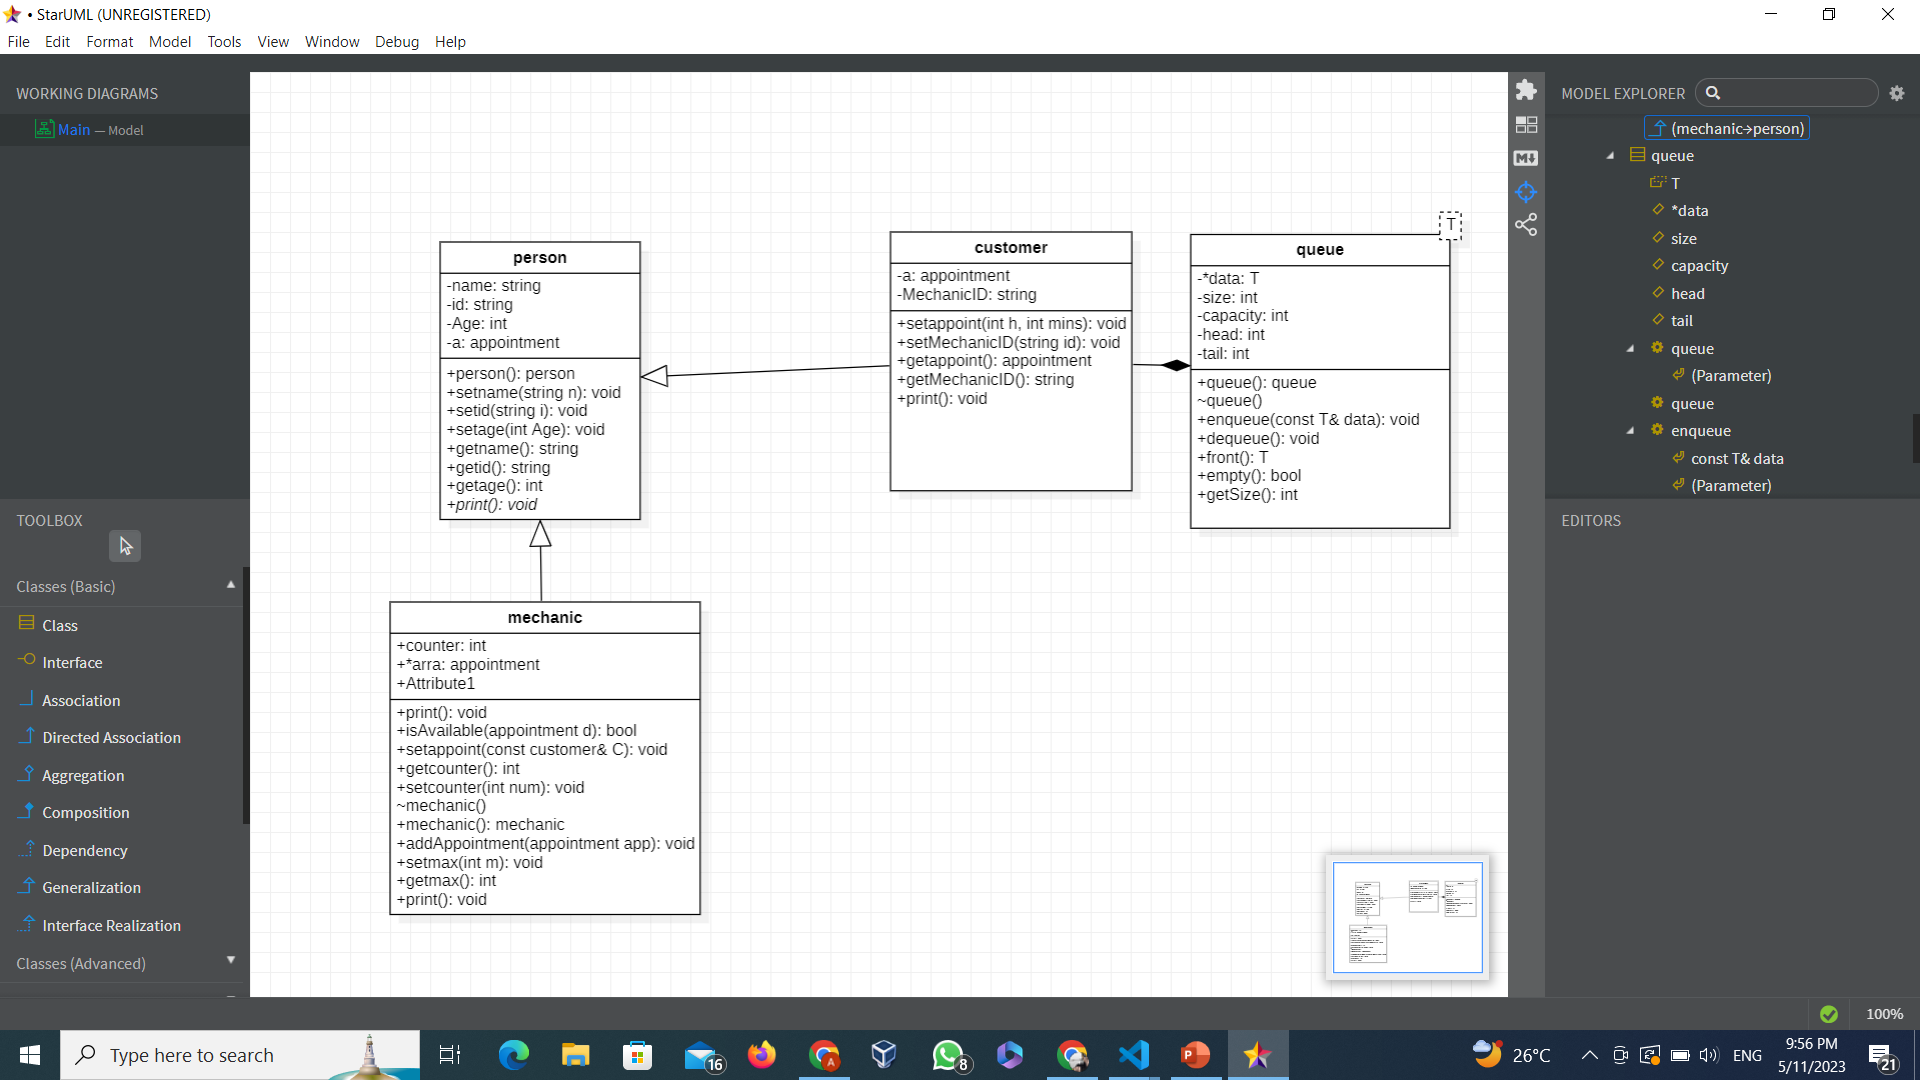 • StarUML (UNREGISTERED)
File Edit Format Model Tools View Window Debug Help
WORKING DIAGRAMS
Main — Model
TOOLBOX
Classes (Basic)
Class
Interface
Association
Directed Association
Aggregation
Composition
Dependency
Generalization
Interface Realization
Classes (Advanced)
person
-name: string
-id: string
-Age: int
-a: appointment
+person(): person
+setname(string n): void
+setid(string i): void
+setage(int Age): void
+getname(): string
+getid(): string
+getage(): int
+print(): void
customer
-a: appointment
-MechanicID: string
+setappoint(int h, int mins): void
+setMechanicID(string id): void
+getappoint(): appointment
+getMechanicID(): string
+print(): void
T
queue
-*data: T
-size: int
-capacity: int
-head: int
-tail: int
+queue(): queue
~queue()
+enqueue(const T& data): void
+dequeue(): void
+front(): T
+empty(): bool
+getSize(): int
mechanic
+counter: int
+*arra: appointment
+Attribute1
+print(): void
+isAvailable(appointment d): bool
+setappoint(const customer& C): void
+getcounter(): int
+setcounter(int num): void
~mechanic()
+mechanic(): mechanic
+addAppointment(appointment app): void
+setmax(int m): void
+getmax(): int
+print(): void
MODEL EXPLORER
(mechanic→person)
queue
T
*data
size
capacity
head
tail
queue
(Parameter)
queue
enqueue
const T& data
(Parameter)
EDITORS
100%
Type here to search
16
A
8
26°C
ENG
9:56 PM
5/11/2023
21